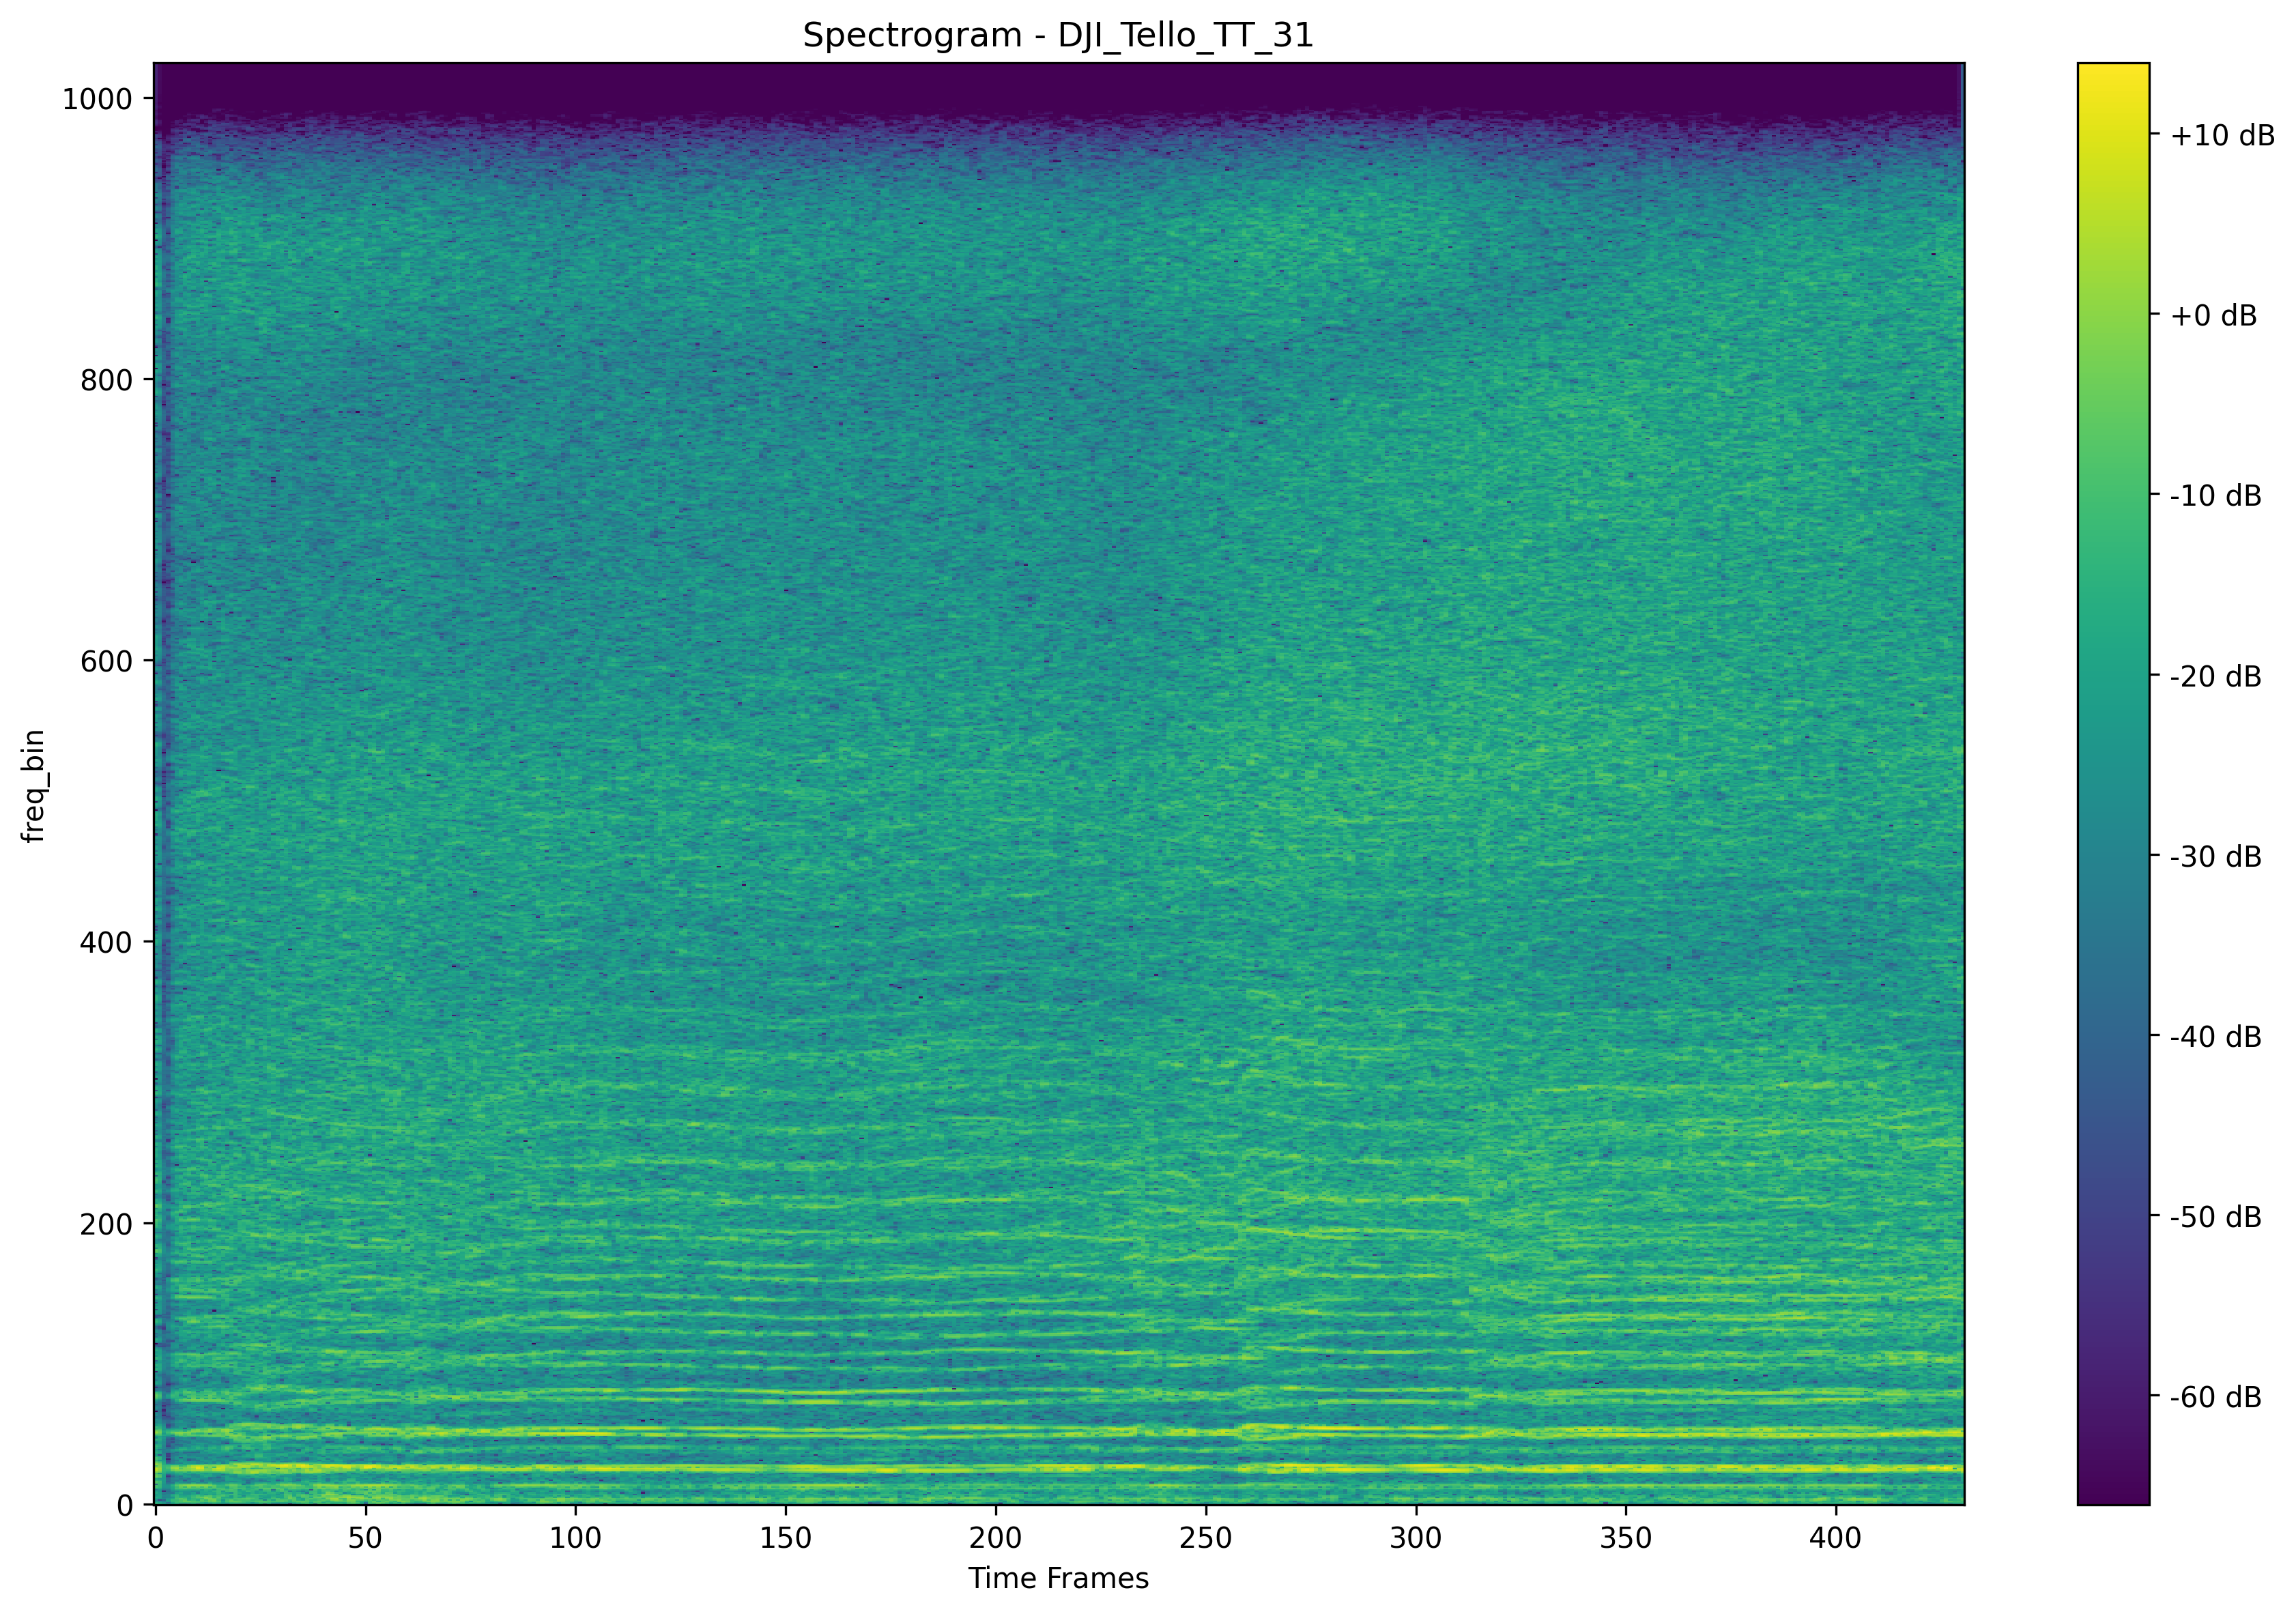 Spectrogram - DJI_Tello_TT_31
freq_bin
1000
800
600
400
200
0
0 50 100 150 200 250 300 350 400
Time Frames
+10 dB
+0 dB
-10 dB
-20 dB
-30 dB
-40 dB
-50 dB
-60 dB